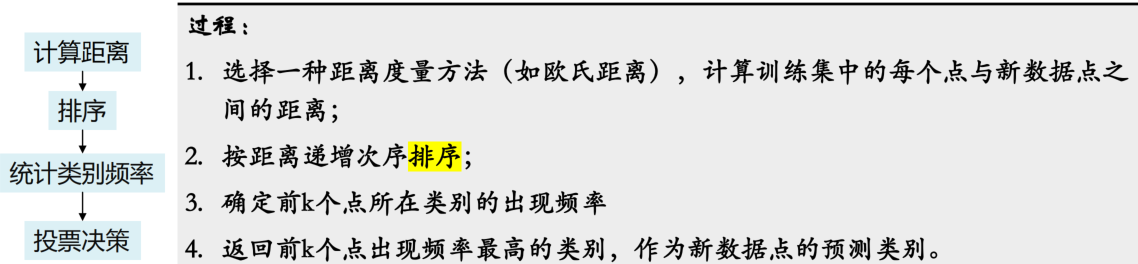 计算距离
排序
统计类别频率
投票决策
过程：
1. 选择一种距离度量方法（如欧氏距离），计算训练集中的每个点与新数据点之
间的距离；
2. 按距离递增次序排序；
3. 确定前k个点所在类别的出现频率
4. 返回前k个点出现频率最高的类别，作为新数据点的预测类别。